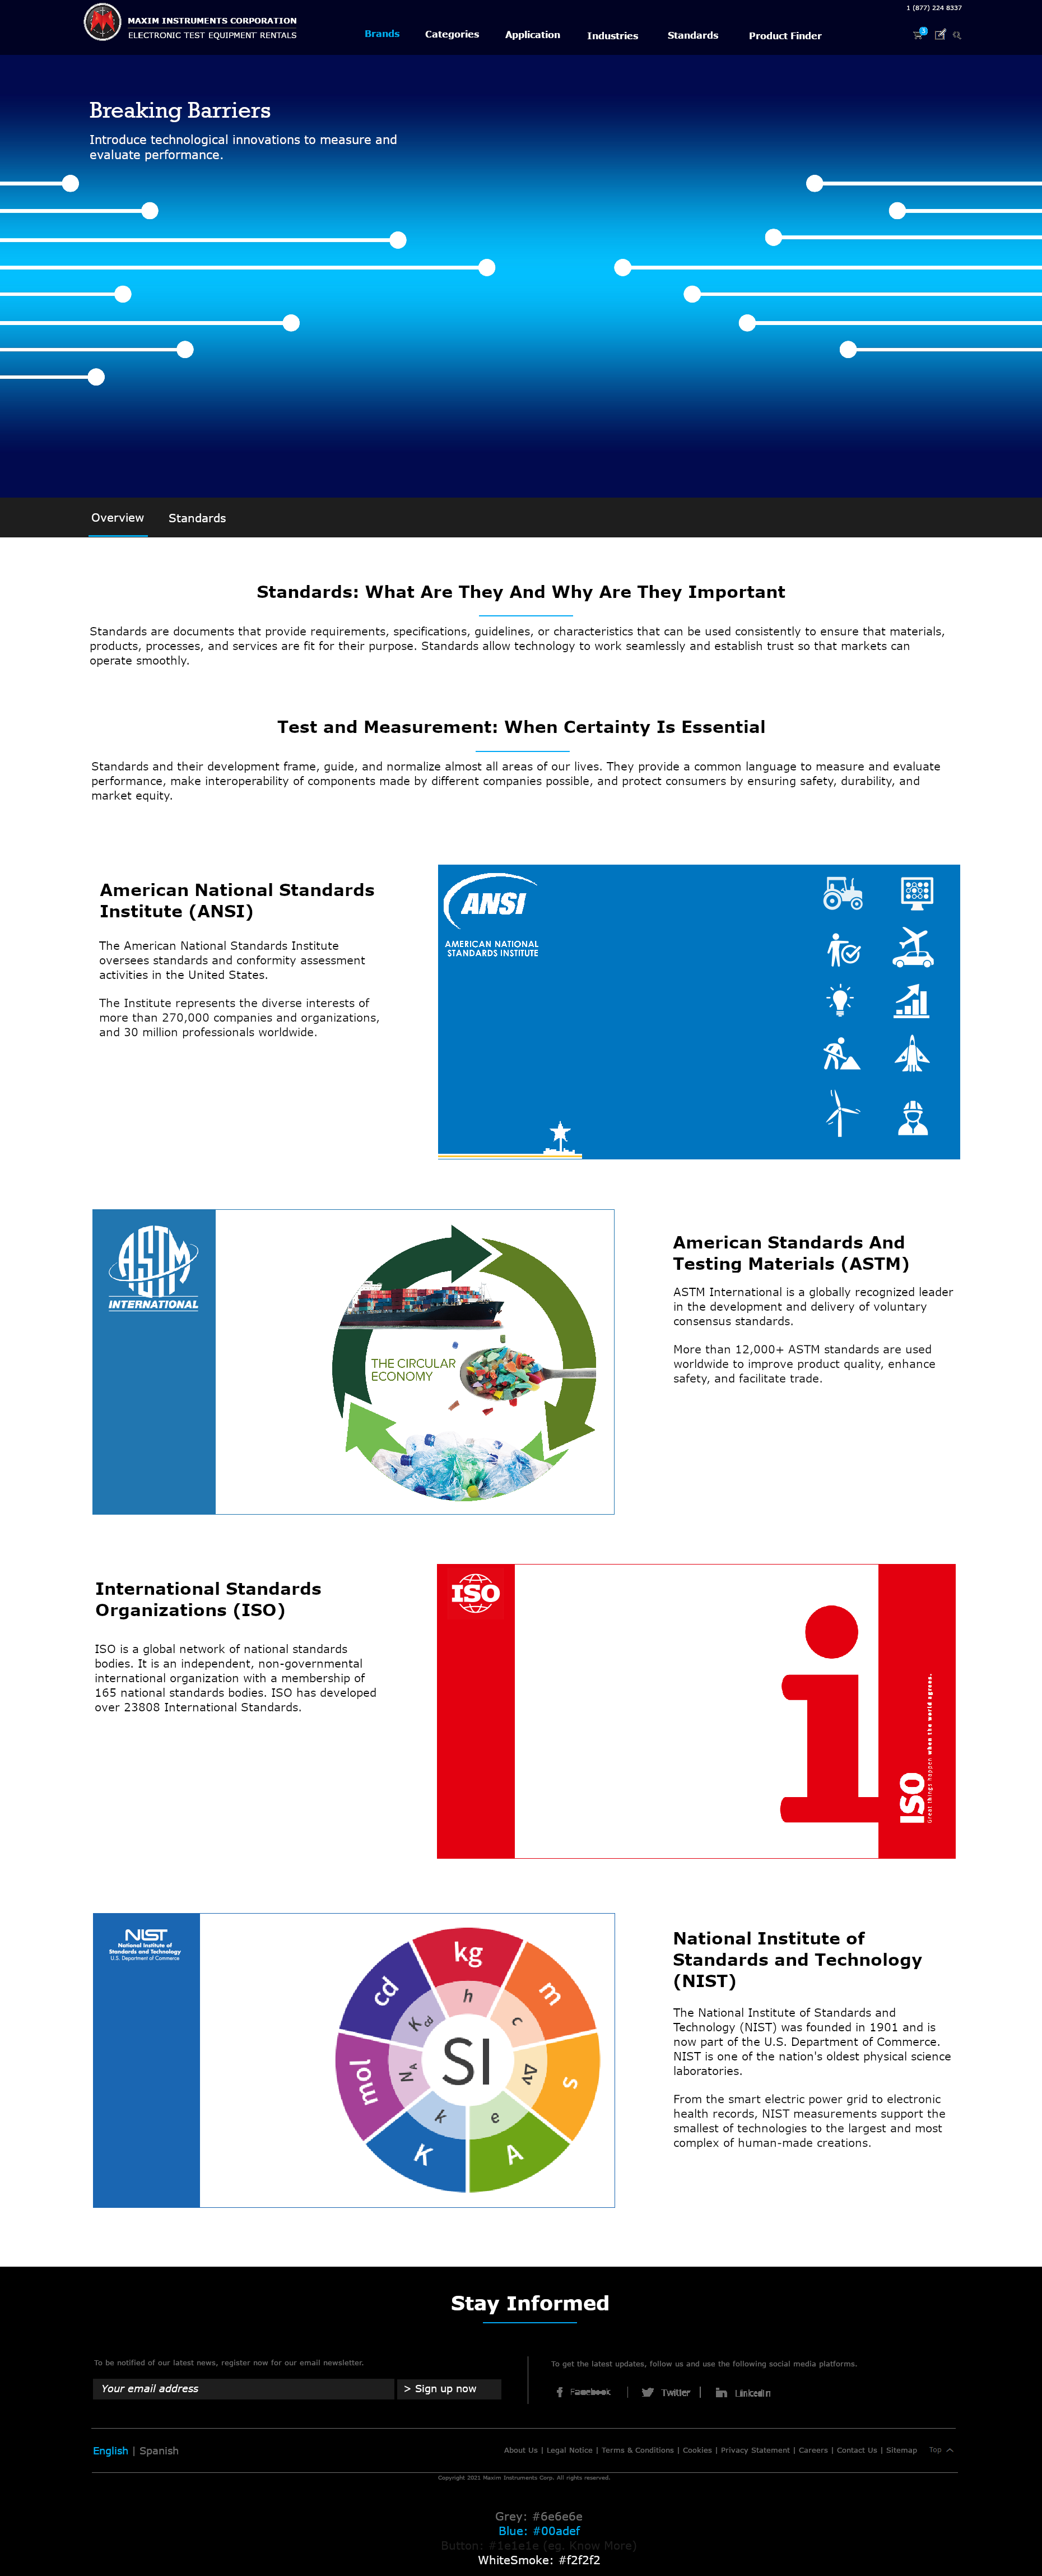 1 (877) 224 8337
MAXIM INSTRUMENTS CORPORATION
ELECTRONIC TEST EQUIPMENT RENTALS
Brands
Categories
Application
Industries
Standards
Product Finder
3
Breaking Barriers
Introduce technological innovations to measure and
evaluate performance.
Overview
Standards
Standards: What Are They And Why Are They Important
Standards are documents that provide requirements, specifications, guidelines, or characteristics that can be used consistently to ensure that materials,
products, processes, and services are fit for their purpose. Standards allow technology to work seamlessly and establish trust so that markets can
operate smoothly.
Test and Measurement: When Certainty Is Essential
Standards and their development frame, guide, and normalize almost all areas of our lives. They provide a common language to measure and evaluate
performance, make interoperability of components made by different companies possible, and protect consumers by ensuring safety, durability, and
market equity.
American National Standards
Institute (ANSI)
The American National Standards Institute
oversees standards and conformity assessment
activities in the United States.
The Institute represents the diverse interests of
more than 270,000 companies and organizations,
and 30 million professionals worldwide.
ANSI
AMERICAN NATIONAL
STANDARDS INSTITUTE
ASTM
INTERNATIONAL
THE CIRCULAR
ECONOMY
American Standards And
Testing Materials (ASTM)
ASTM International is a globally recognized leader
in the development and delivery of voluntary
consensus standards.
More than 12,000+ ASTM standards are used
worldwide to improve product quality, enhance
safety, and facilitate trade.
International Standards
Organizations (ISO)
ISO is a global network of national standards
bodies. It is an independent, non-governmental
international organization with a membership of
165 national standards bodies. ISO has developed
over 23808 International Standards.
ISO
i
ISO
Great things happen when the world agrees.
NIST
National Institute of
Standards and Technology
U.S. Department of Commerce
SI
kg
m
s
A
K
mol
cd
h
c
Δν
e
k
NA
Kcd
National Institute of
Standards and Technology
(NIST)
The National Institute of Standards and
Technology (NIST) was founded in 1901 and is
now part of the U.S. Department of Commerce.
NIST is one of the nation's oldest physical science
laboratories.
From the smart electric power grid to electronic
health records, NIST measurements support the
smallest of technologies to the largest and most
complex of human-made creations.
Stay Informed
To be notified of our latest news, register now for our email newsletter.
Your email address
> Sign up now
To get the latest updates, follow us and use the following social media platforms.
Facebook
Twitter
LinkedIn
English | Spanish
About Us | Legal Notice | Terms & Conditions | Cookies | Privacy Statement | Careers | Contact Us | Sitemap
Top
Copyright 2021 Maxim Instruments Corp. All rights reserved.
Grey: #6e6e6e
Blue: #00adef
Button: #1e1e1e (eg. Know More)
WhiteSmoke: #f2f2f2